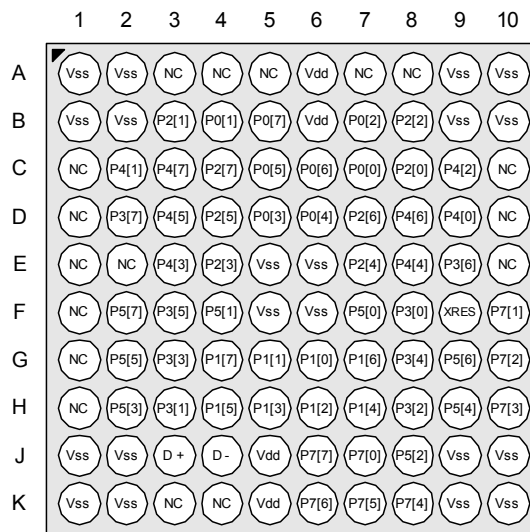 1 2 3 4 5 6 7 8 9 10
A Vss Vss NC NC NC Vdd NC NC Vss Vss
B Vss Vss P2[1] P0[1] P0[7] Vdd P0[2] P2[2] Vss Vss
C NC P4[1] P4[7] P2[7] P0[5] P0[6] P0[0] P2[0] P4[2] NC
D NC P3[7] P4[5] P2[5] P0[3] P0[4] P2[6] P4[6] P4[0] NC
E NC NC P4[3] P2[3] Vss Vss P2[4] P4[4] P3[6] NC
F NC P5[7] P3[5] P5[1] Vss Vss P5[0] P3[0] XRES P7[1]
G NC P5[5] P3[3] P1[7] P1[1] P1[0] P1[6] P3[4] P5[6] P7[2]
H NC P5[3] P3[1] P1[5] P1[3] P1[2] P1[4] P3[2] P5[4] P7[3]
J Vss Vss D + D - Vdd P7[7] P7[0] P5[2] Vss Vss
K Vss Vss NC NC Vdd P7[6] P7[5] P7[4] Vss Vss